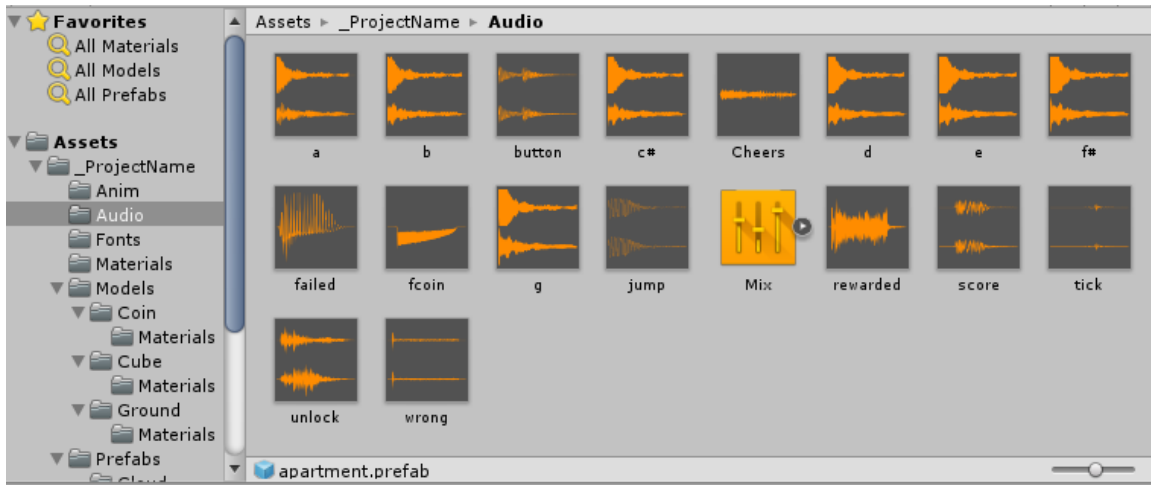 Favorites
All Materials
All Models
All Prefabs
Assets
_ProjectName
Anim
Audio
Fonts
Materials
Models
Coin
Materials
Cube
Materials
Ground
Materials
Prefabs
Cloud
Assets ▸ _ProjectName ▸ Audio
a b button c# Cheers d e f#
failed fcoin g jump Mix rewarded score tick
unlock wrong
apartment.prefab